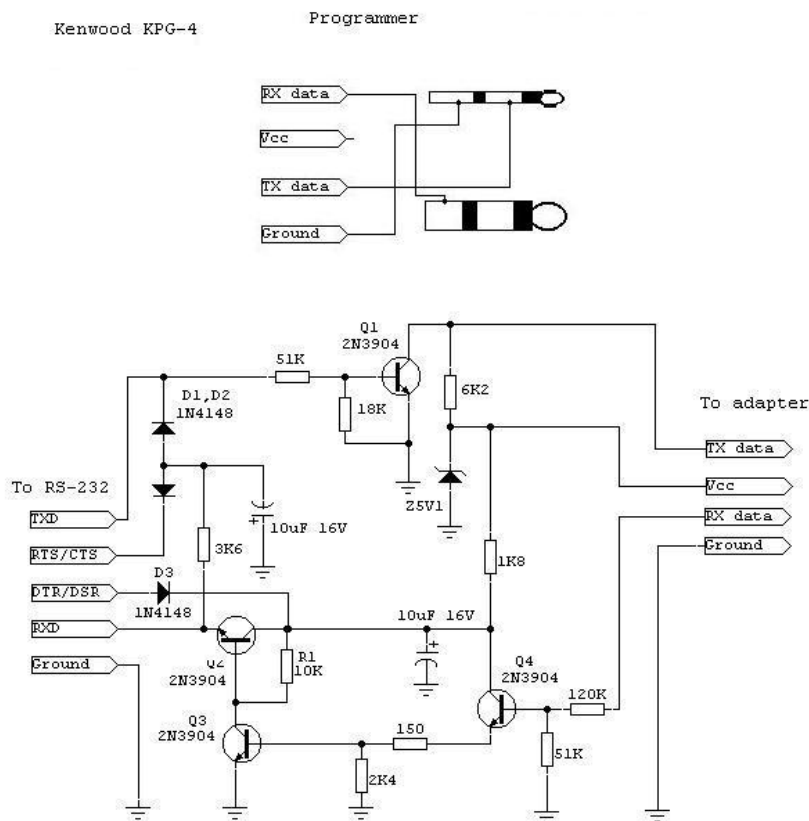 Kenwood KPG-4
Programmer
RX data
Vcc
TX data
Ground
Q1
2N3904
51K
6K2
18K
D1,D2
1N4148
To adapter
TX data
To RS-232
Z5V1
Vcc
TXD
10uF 16V
RX data
RTS/CTS
3K6
1K8
Ground
D3
DTR/DSR
1N4148
10uF 16V
RXD
Q2
R1
Q4
Ground
10K
2N3904
2N3904
120K
Q3
2N3904
150
51K
2K4